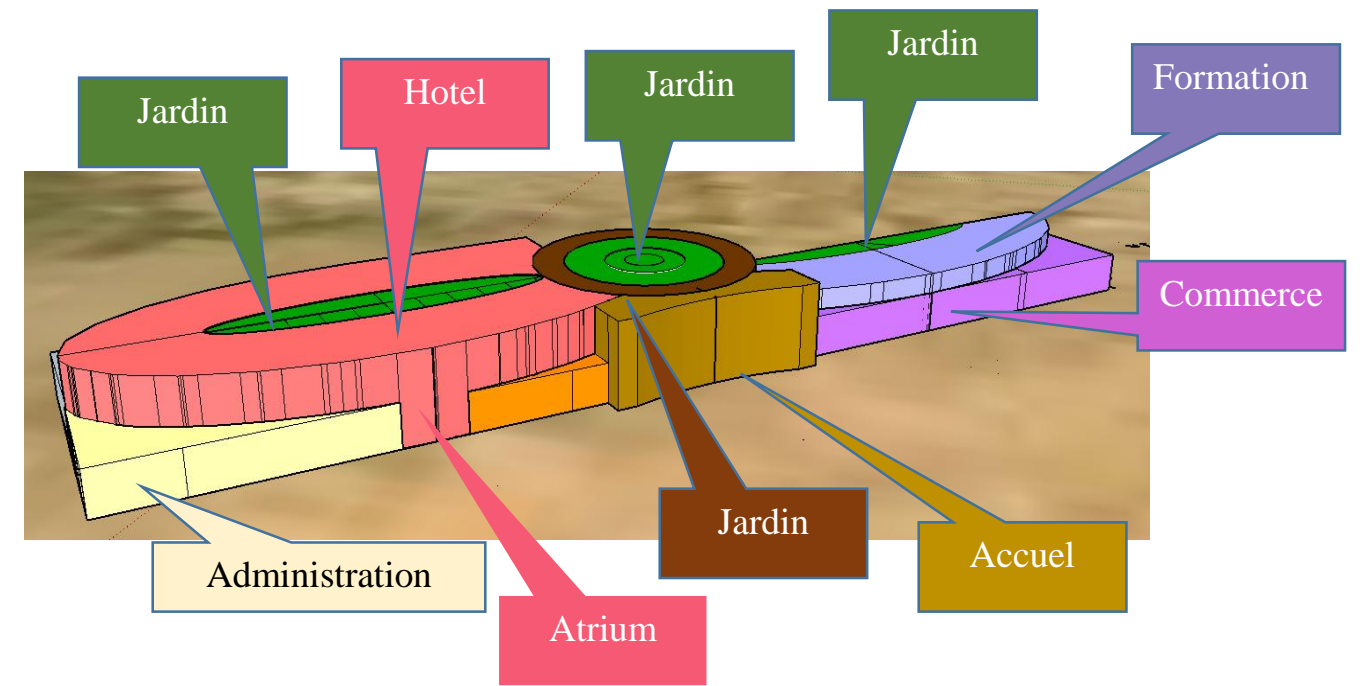 Jardin
Hotel
Jardin
Jardin
Formation
Commerce
Jardin
Accuel
Administration
Atrium